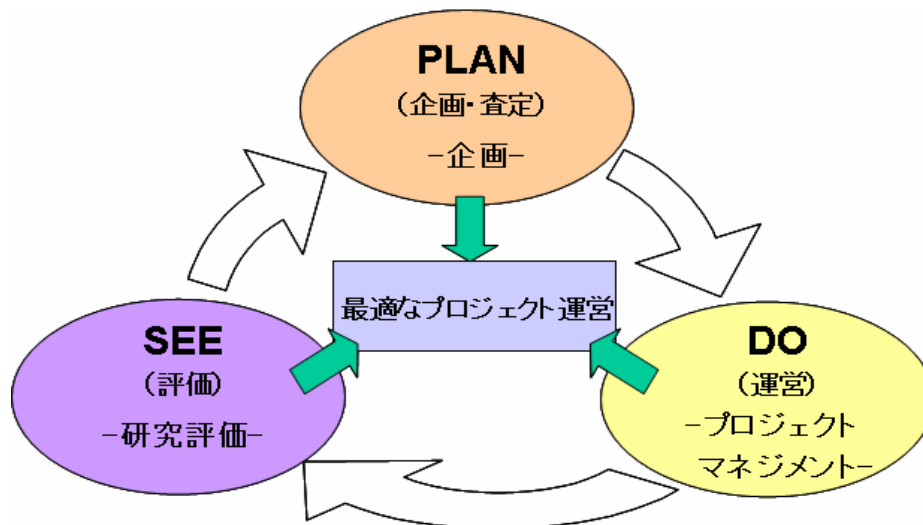 PLAN
(企画・査定)
-企画-
最適なプロジェクト運営
SEE
(評価)
-研究評価-
DO
(運営)
-プロジェクト
マネジメント-